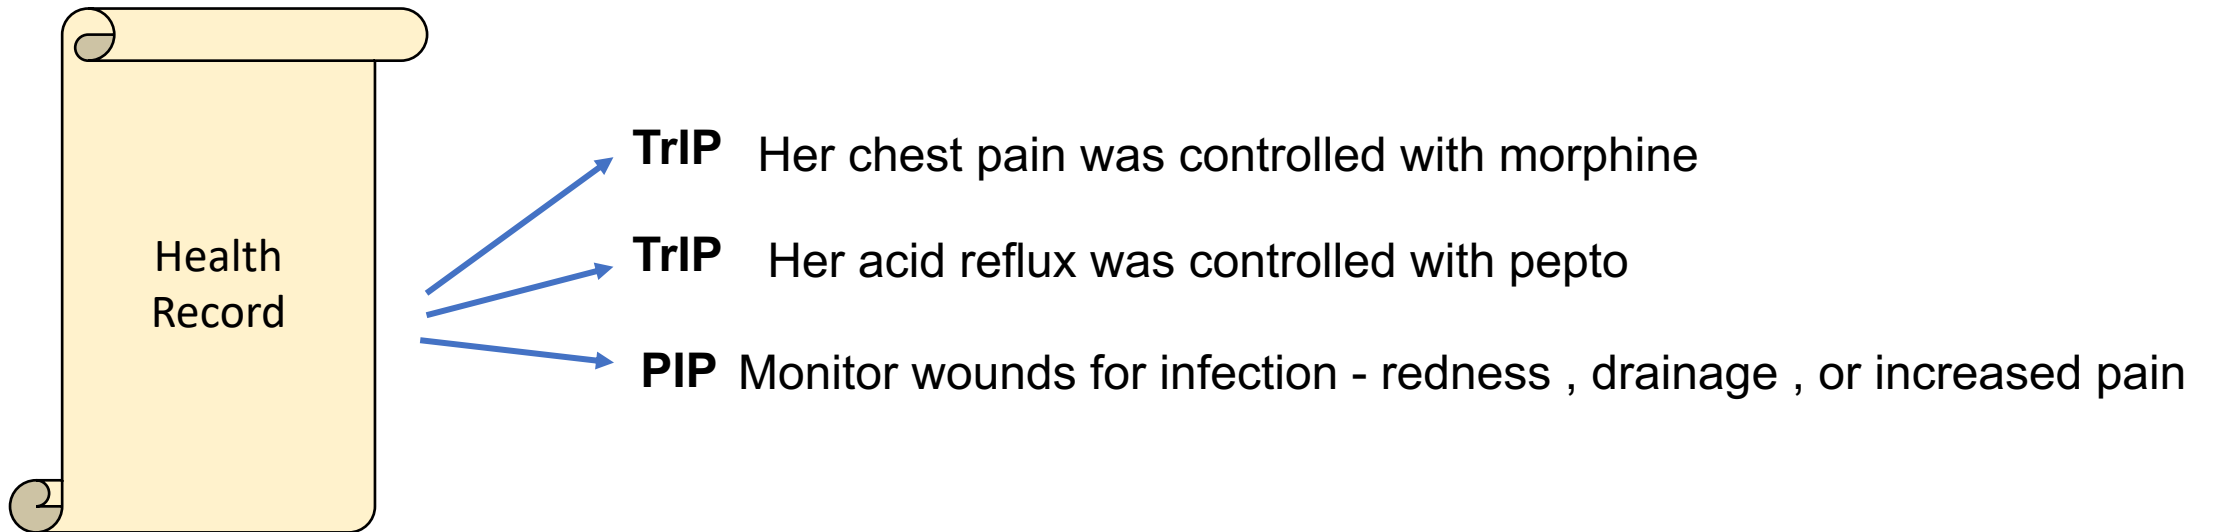 Health
Record
TrIP Her chest pain was controlled with morphine
TrIP Her acid reflux was controlled with pepto
PIP Monitor wounds for infection - redness , drainage , or increased pain